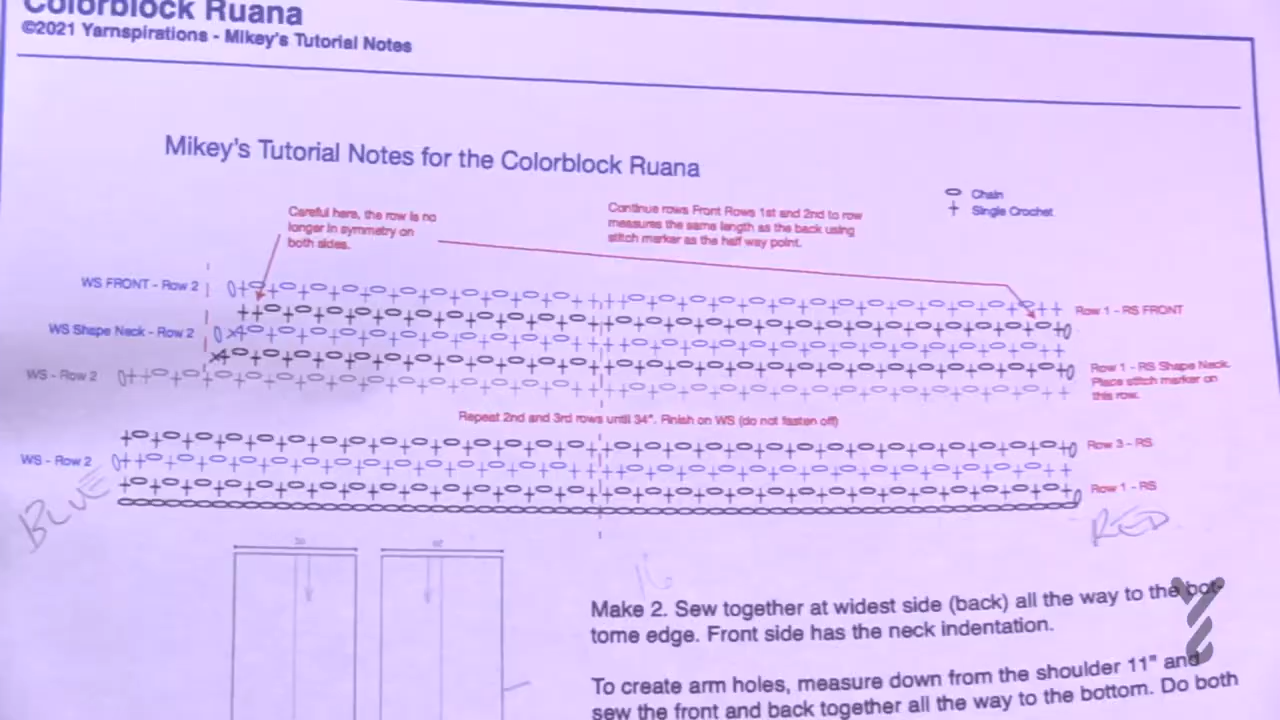 Colorblock Ruana
©2021 Yarnspirations - Mikey's Tutorial Notes
Mikey's Tutorial Notes for the Colorblock Ruana
Chain
Single Crochet
Careful here, the row is no
longer in symmetry on
both sides.
Continue rows Front Rows 1st and 2nd to row
measures the same length as the back using
stitch marker as the half way point.
WS FRONT - Row 2
Row 1 - RS FRONT
WS Shape Neck - Row 2
Row 1 - RS Shape Neck.
Place stitch marker on
this row.
WS - Row 2
Repeat 2nd and 3rd rows until 34". Finish on WS (do not fasten off)
Row 3 - RS
WS - Row 2
Row 1 - RS
BLUE
RED
16
Make 2. Sew together at widest side (back) all the way to the bot-
tome edge. Front side has the neck indentation.
To create arm holes, measure down from the shoulder 11" and
sew the front and back together all the way to the bottom. Do both